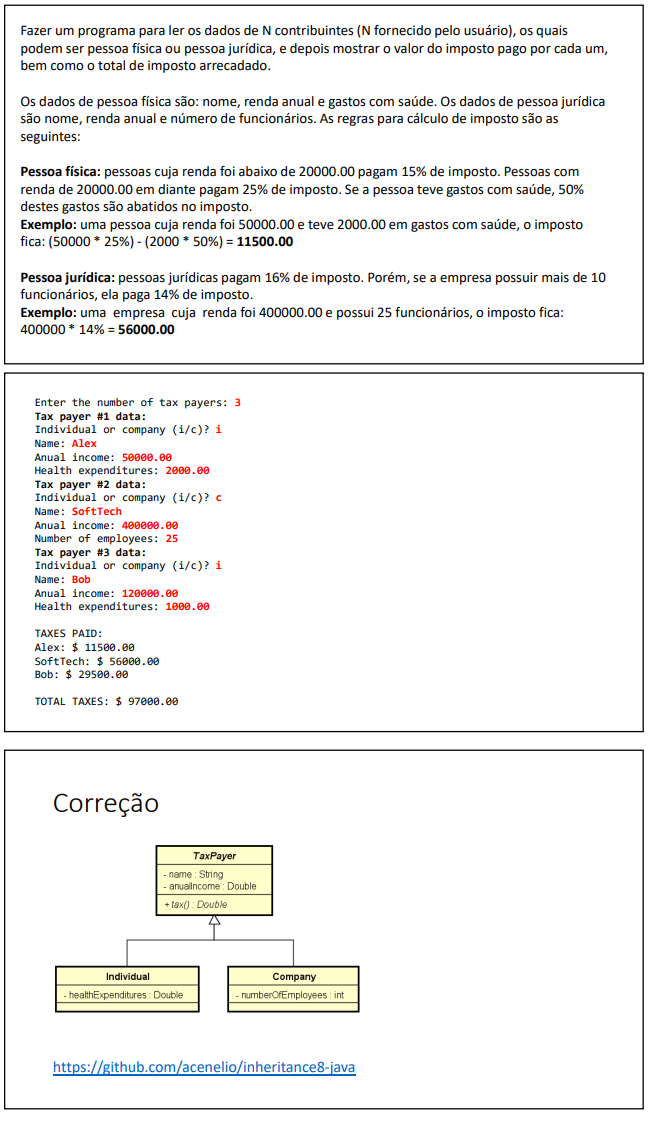 Fazer um programa para ler os dados de N contribuintes (N fornecido pelo usuário), os quais
podem ser pessoa física ou pessoa jurídica, e depois mostrar o valor do imposto pago por cada um,
bem como o total de imposto arrecadado.
Os dados de pessoa física são: nome, renda anual e gastos com saúde. Os dados de pessoa jurídica
são nome, renda anual e número de funcionários. As regras para cálculo de imposto são as
seguintes:
Pessoa física: pessoas cuja renda foi abaixo de 20000.00 pagam 15% de imposto. Pessoas com
renda de 20000.00 em diante pagam 25% de imposto. Se a pessoa teve gastos com saúde, 50%
destes gastos são abatidos no imposto.
Exemplo: uma pessoa cuja renda foi 50000.00 e teve 2000.00 em gastos com saúde, o imposto
fica: (50000 * 25%) - (2000 * 50%) = 11500.00
Pessoa jurídica: pessoas jurídicas pagam 16% de imposto. Porém, se a empresa possuir mais de 10
funcionários, ela paga 14% de imposto.
Exemplo: uma empresa cuja renda foi 400000.00 e possui 25 funcionários, o imposto fica:
400000 * 14% = 56000.00
Enter the number of tax payers: 3
Tax payer #1 data:
Individual or company (i/c)? i
Name: Alex
Anual income: 50000.00
Health expenditures: 2000.00
Tax payer #2 data:
Individual or company (i/c)? c
Name: SoftTech
Anual income: 400000.00
Number of employees: 25
Tax payer #3 data:
Individual or company (i/c)? i
Name: Bob
Anual income: 120000.00
Health expenditures: 1000.00
TAXES PAID:
Alex: $ 11500.00
SoftTech: $ 56000.00
Bob: $ 29500.00
TOTAL TAXES: $ 97000.00
Correção
TaxPayer
- name : String
- anualIncome : Double
+ tax() : Double
Individual
- healthExpenditures : Double
Company
- numberOfEmployees : int
https://github.com/acenelio/inheritance8-java